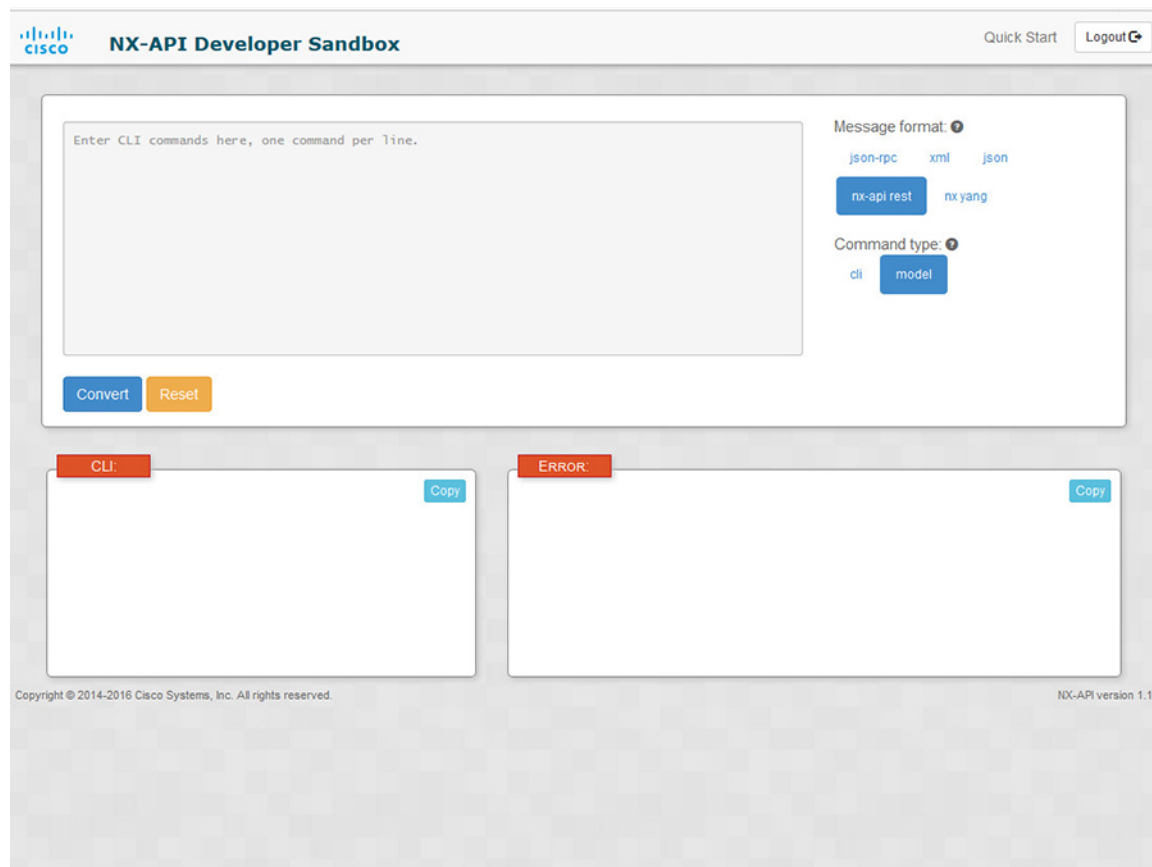 CISCO
NX-API Developer Sandbox
Quick Start
Logout
Enter CLI commands here, one command per line.
Message format:
json-rpc xml json
nx-api rest nx yang
Command type:
cli model
Convert Reset
CLI:
Copy
ERROR:
Copy
Copyright © 2014-2016 Cisco Systems, Inc. All rights reserved.
NX-API version 1.1